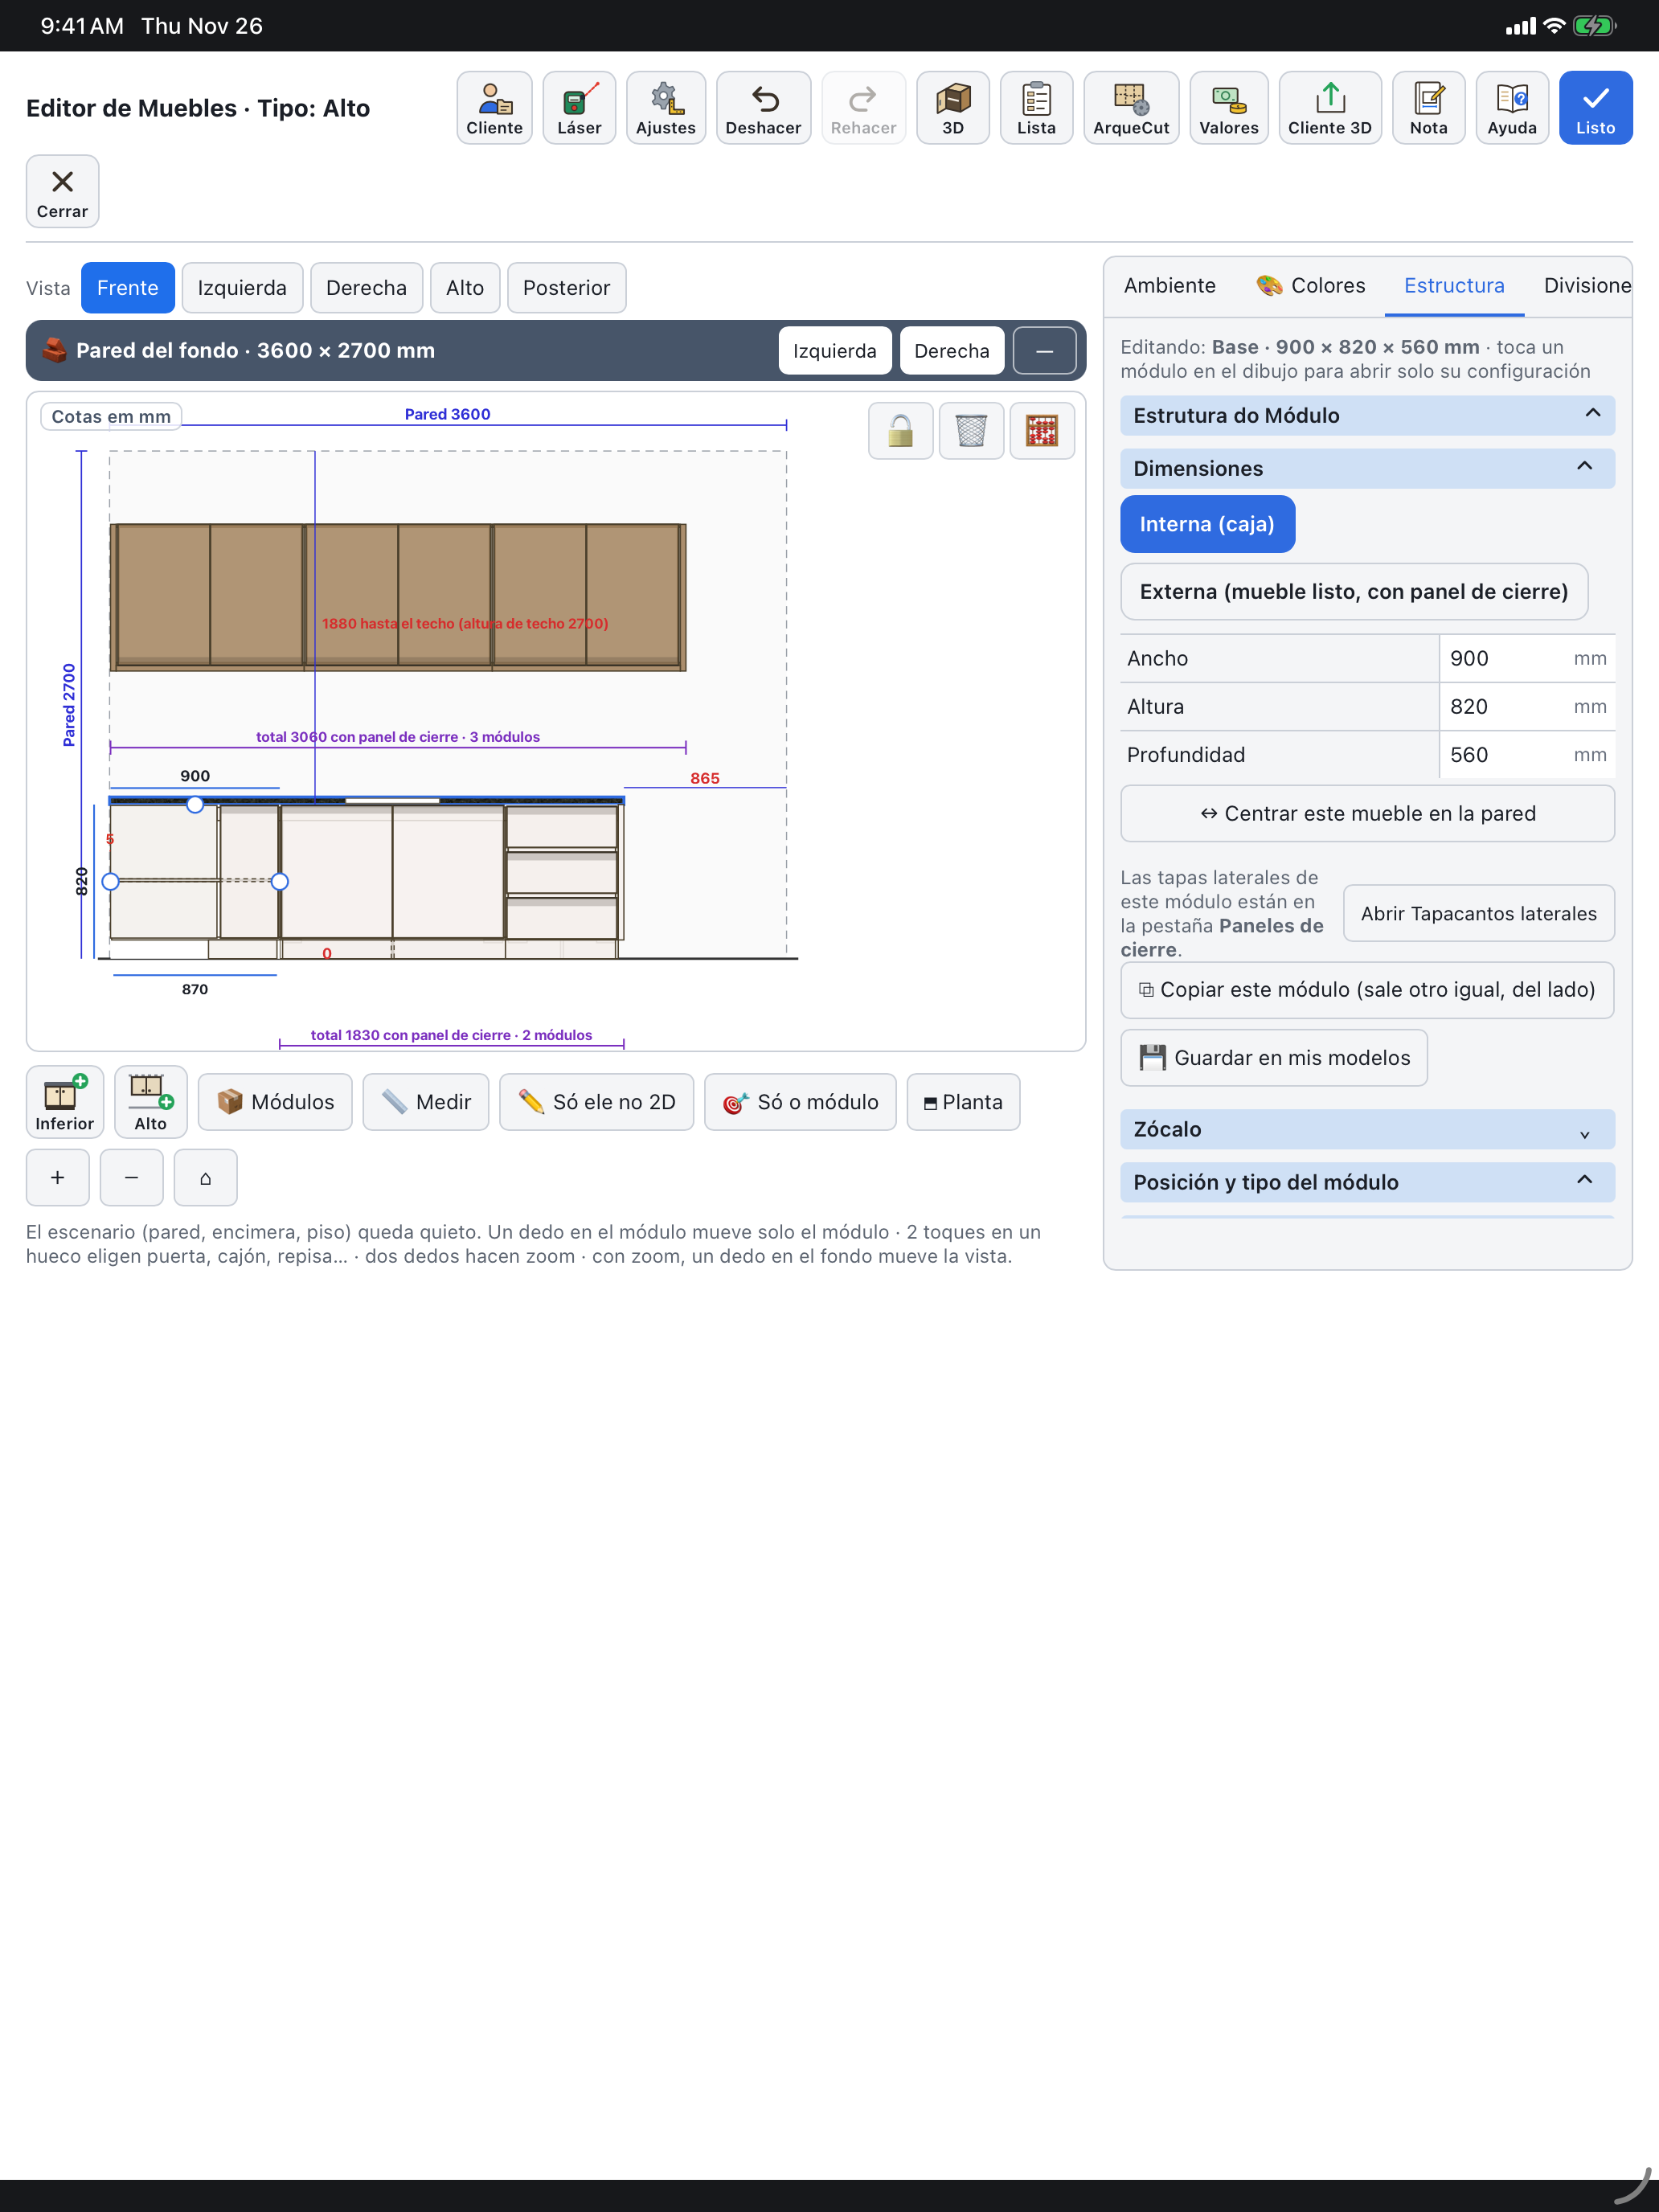 9:41 AM Thu Nov 26
Editor de Muebles · Tipo: Alto
Cliente
Láser
Ajustes
Deshacer
Rehacer
3D
Lista
ArqueCut
Valores
Cliente 3D
Nota
Ayuda
Listo
Cerrar
Vista
Frente
Izquierda
Derecha
Alto
Posterior
Pared del fondo · 3600 × 2700 mm
Izquierda
Derecha
—
Cotas em mm
Pared 3600
Pared 2700
1880 hasta el techo (altura de techo 2700)
total 3060 con panel de cierre · 3 módulos
900
865
5
820
0
870
total 1830 con panel de cierre · 2 módulos
Inferior
Alto
Módulos
Medir
Só ele no 2D
Só o módulo
Planta
+
−
El escenario (pared, encimera, piso) queda quieto. Un dedo en el módulo mueve solo el módulo · 2 toques en un
hueco eligen puerta, cajón, repisa... · dos dedos hacen zoom · con zoom, un dedo en el fondo mueve la vista.
Ambiente
Colores
Estructura
Divisione
Editando: Base · 900 × 820 × 560 mm · toca un
módulo en el dibujo para abrir solo su configuración
Estrutura do Módulo
Dimensiones
Interna (caja)
Externa (mueble listo, con panel de cierre)
Ancho 900 mm
Altura 820 mm
Profundidad 560 mm
↔ Centrar este mueble en la pared
Las tapas laterales de
este módulo están en
la pestaña Paneles de
cierre.
Abrir Tapacantos laterales
Copiar este módulo (sale otro igual, del lado)
Guardar en mis modelos
Zócalo
Posición y tipo del módulo